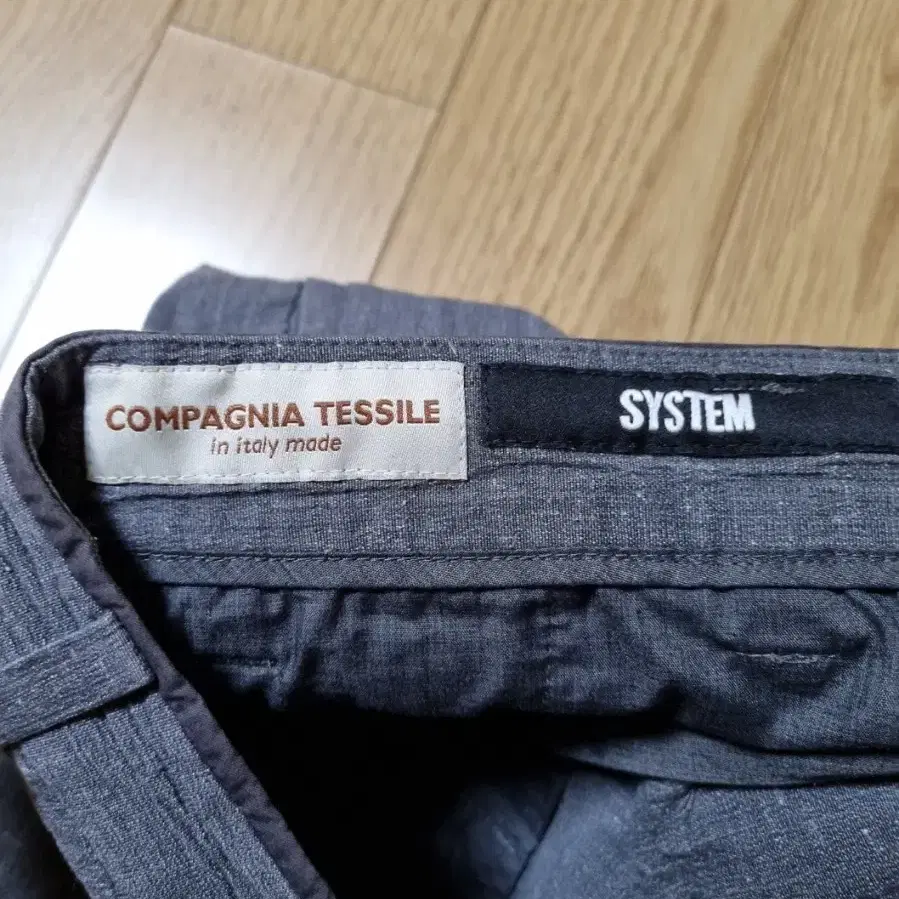 COMPAGNIA TESSILE
in italy made
SYSTEM